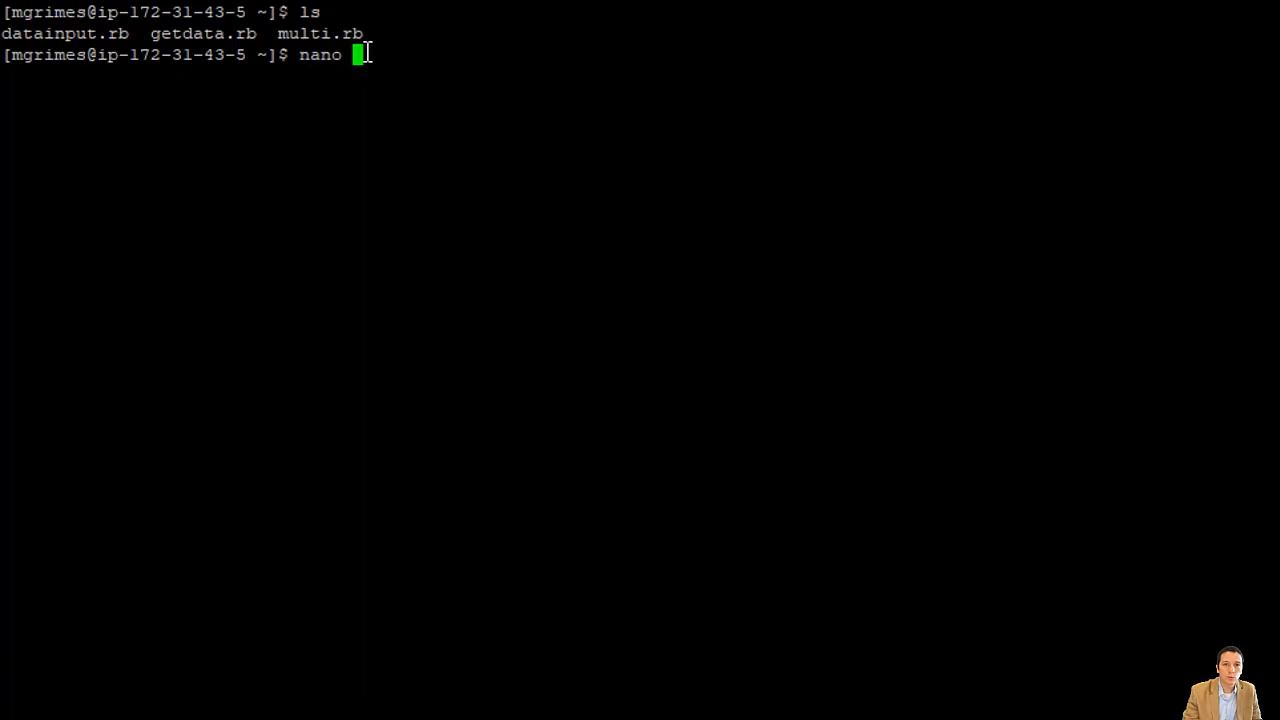 [mgrimes@ip-172-31-43-5 ~]$ ls
datainput.rb  getdata.rb  multi.rb
[mgrimes@ip-172-31-43-5 ~]$ nano